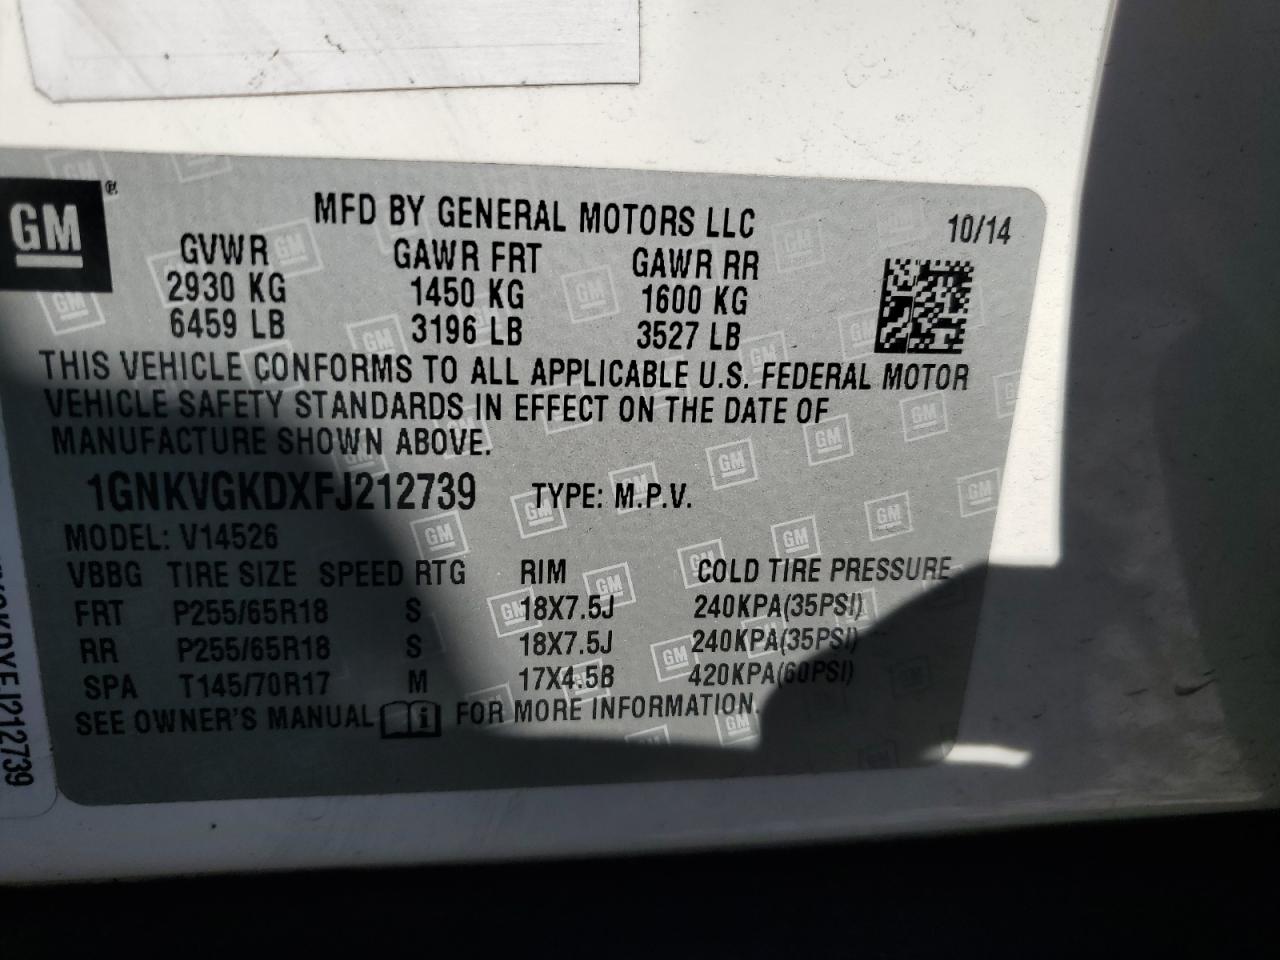 GM®
MFD BY GENERAL MOTORS LLC 10/14
GVWR GAWR FRT GAWR RR
2930 KG 1450 KG 1600 KG
6459 LB 3196 LB 3527 LB
THIS VEHICLE CONFORMS TO ALL APPLICABLE U.S. FEDERAL MOTOR
VEHICLE SAFETY STANDARDS IN EFFECT ON THE DATE OF
MANUFACTURE SHOWN ABOVE.
1GNKVGKDXFJ212739 TYPE: M.P.V.
MODEL: V14526
VBBG TIRE SIZE SPEED RTG RIM COLD TIRE PRESSURE
FRT P255/65R18 S 18X7.5J 240KPA(35PSI)
RR P255/65R18 S 18X7.5J 240KPA(35PSI)
SPA T145/70R17 M 17X4.5B 420KPA(60PSI)
SEE OWNER'S MANUAL i FOR MORE INFORMATION.